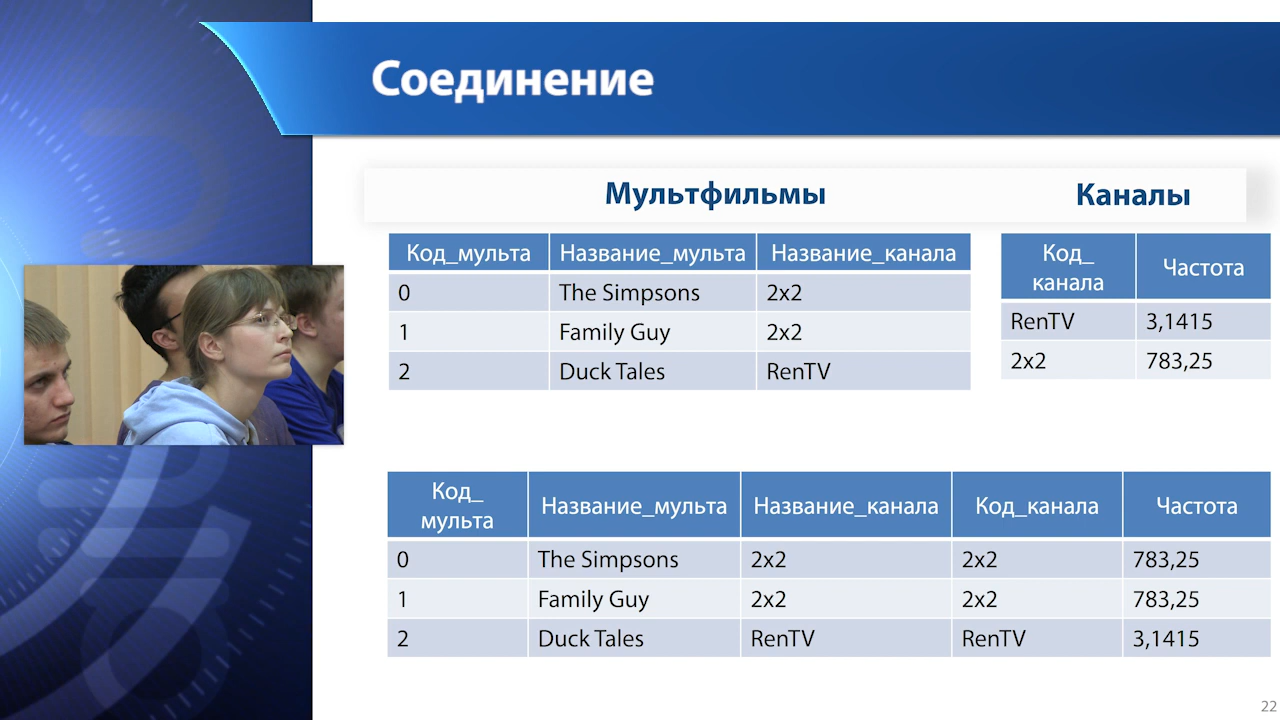 Соединение
Мультфильмы
Каналы
Код_мульта Название_мульта Название_канала
0 The Simpsons 2x2
1 Family Guy 2x2
2 Duck Tales RenTV
Код_
канала Частота
RenTV 3,1415
2x2 783,25
Код_
мульта Название_мульта Название_канала Код_канала Частота
0 The Simpsons 2x2 2x2 783,25
1 Family Guy 2x2 2x2 783,25
2 Duck Tales RenTV RenTV 3,1415
22